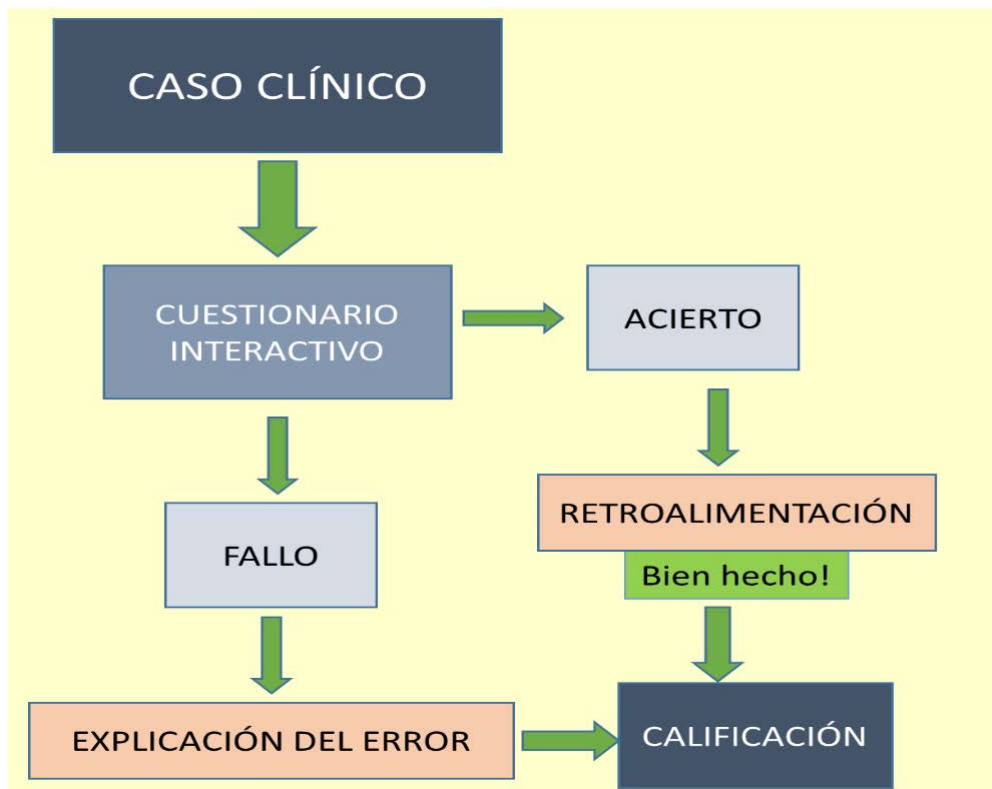 CASO CLÍNICO
CUESTIONARIO
INTERACTIVO
ACIERTO
RETROALIMENTACIÓN
Bien hecho!
FALLO
EXPLICACIÓN DEL ERROR
CALIFICACIÓN